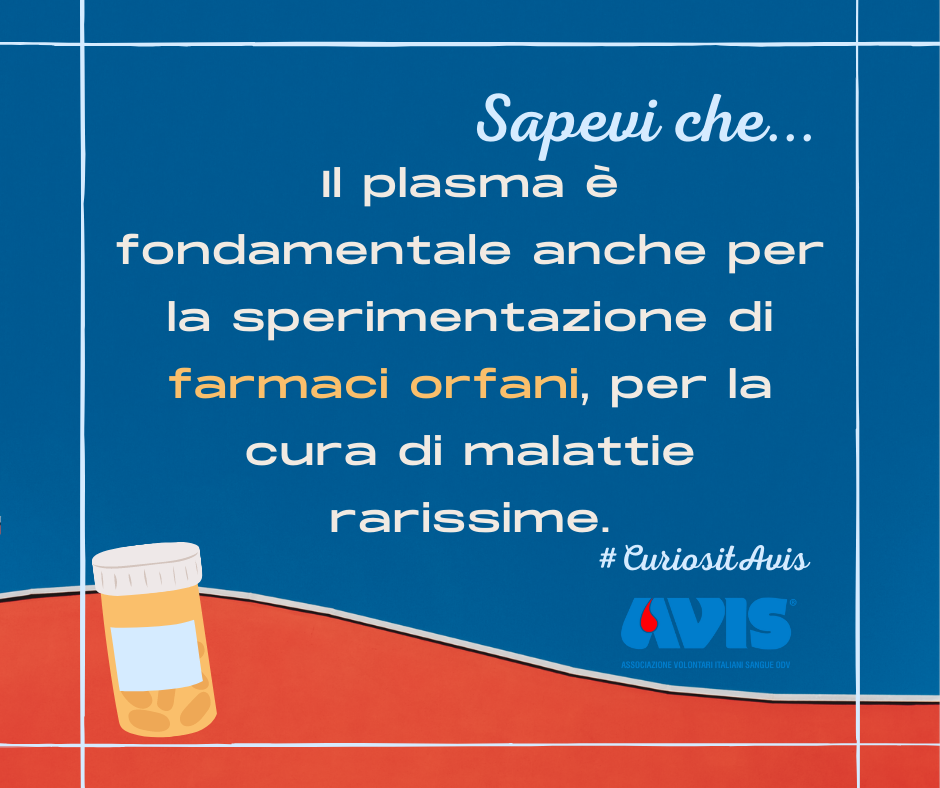 Sapevi che...
Il plasma è
fondamentale anche per
la sperimentazione di
farmaci orfani, per la
cura di malattie
rarissime.
#CuriositAvis
AVIS®
ASSOCIAZIONE VOLONTARI ITALIANI SANGUE ODV